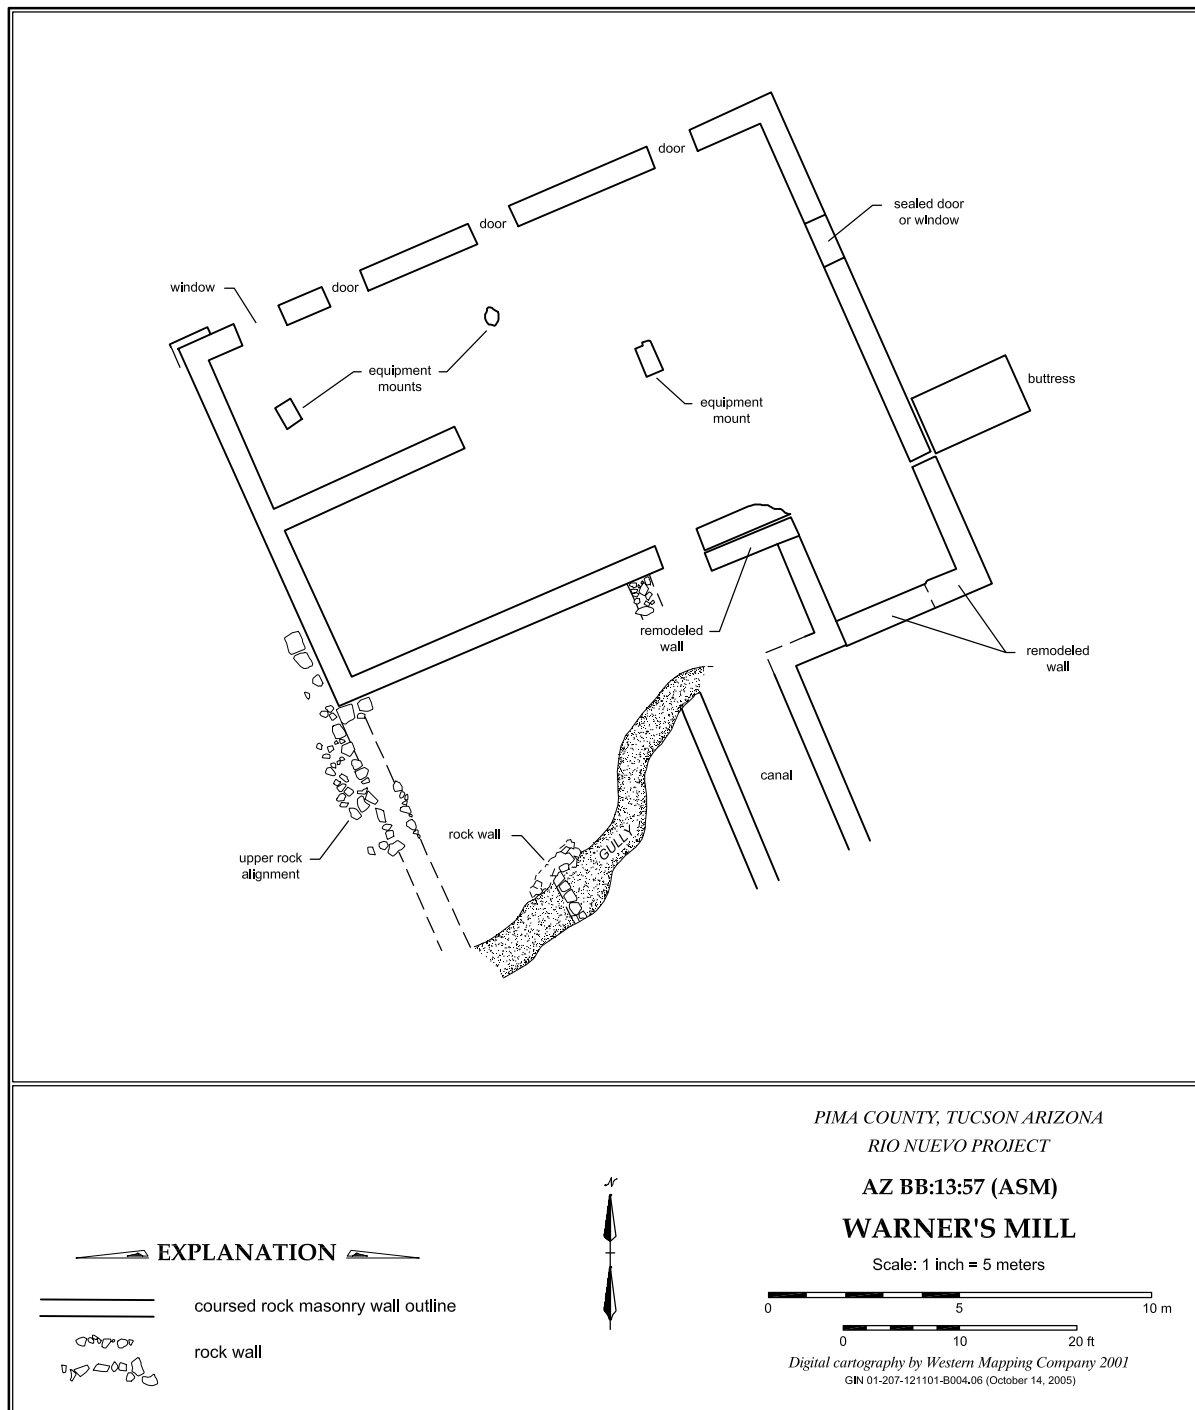 door
sealed door
or window
door
window
door
equipment
mounts
equipment
mount
buttress
remodeled
wall
remodeled
wall
canal
rock wall
GULLY
upper rock
alignment
EXPLANATION
coursed rock masonry wall outline
rock wall
N
PIMA COUNTY, TUCSON ARIZONA
RIO NUEVO PROJECT
AZ BB:13:57 (ASM)
WARNER'S MILL
Scale: 1 inch = 5 meters
0 5 10 m
0 10 20 ft
Digital cartography by Western Mapping Company 2001
GIN 01-207-121101-B004.06 (October 14, 2005)